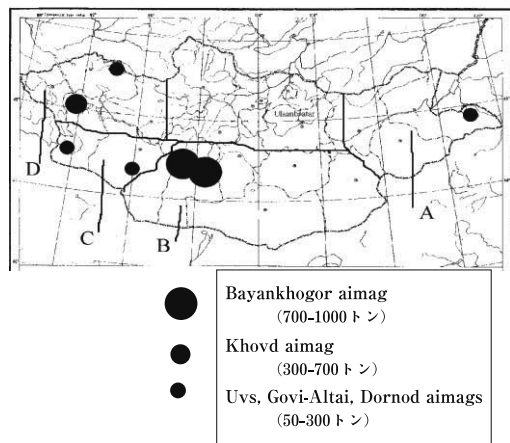 Ulaanbaatar
D
C
B
A
Bayankhogor aimag
(700-1000トン)
Khovd aimag
(300-700トン)
Uvs, Govi-Altai, Dornod aimags
(50-300トン)